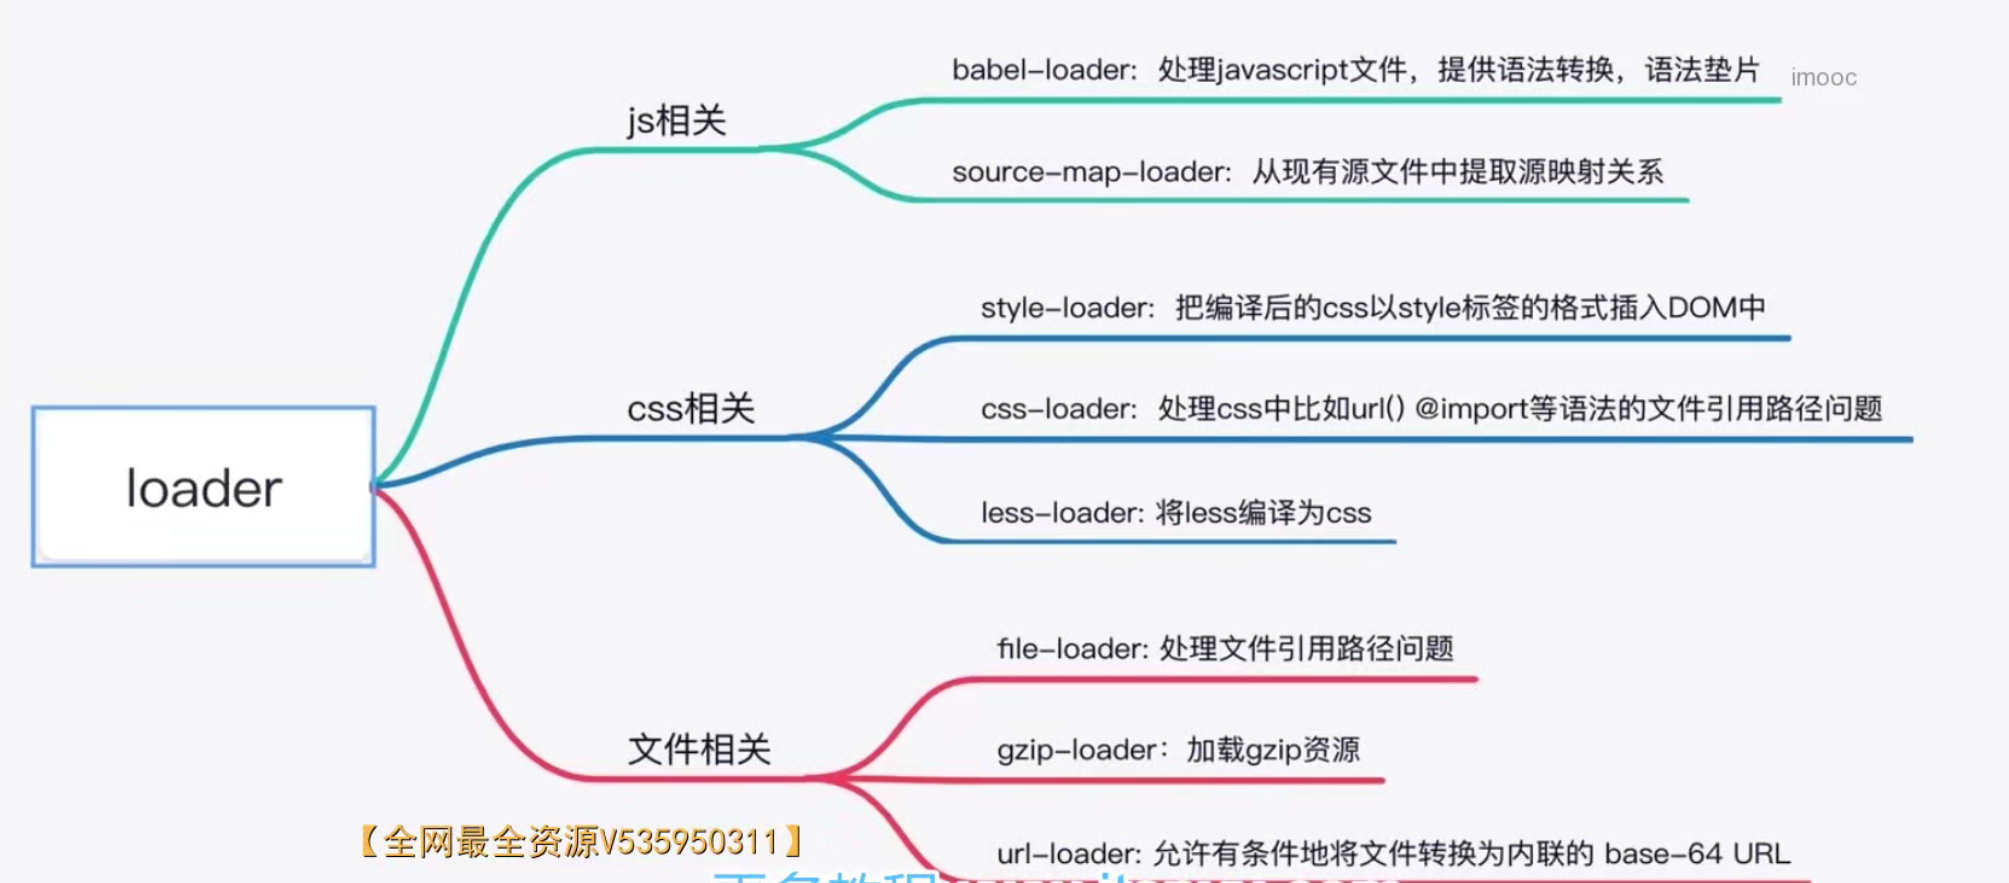 babel-loader: 处理javascript文件，提供语法转换，语法垫片
imooc
js相关
source-map-loader: 从现有源文件中提取源映射关系
style-loader: 把编译后的css以style标签的格式插入DOM中
css相关
css-loader: 处理css中比如url() @import等语法的文件引用路径问题
loader
less-loader: 将less编译为css
file-loader: 处理文件引用路径问题
文件相关
gzip-loader：加载gzip资源
【全网最全资源V535950311】
url-loader: 允许有条件地将文件转换为内联的 base-64 URL